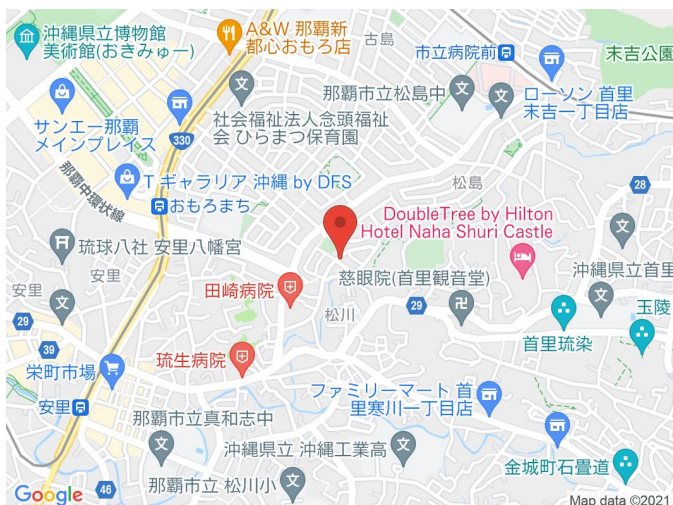 沖縄県立博物館
美術館(おきみゅー)
A&W 那覇新
都心おもろ店
古島
市立病院前
末吉公園
那覇市立松島中
ローソン 首里
末吉一丁目店
サンエー那覇
メインプレイス
330
社会福祉法人念頭福祉
会 ひらまつ保育園
那覇中環状線
T ギャラリア 沖縄 by DFS
おもろまち
松島
28
DoubleTree by Hilton
Hotel Naha Shuri Castle
琉球八社 安里八幡宮
安里
田崎病院
慈眼院(首里観音堂)
沖縄県立首里
松川
29
29
39
玉陵
首里琉染
琉生病院
栄町市場
安里
ファミリーマート 首
里寒川一丁目店
那覇市立真和志中
沖縄県立 沖縄工業高
金城町石畳道
那覇市立 松川小
46
Google
Map data ©2021